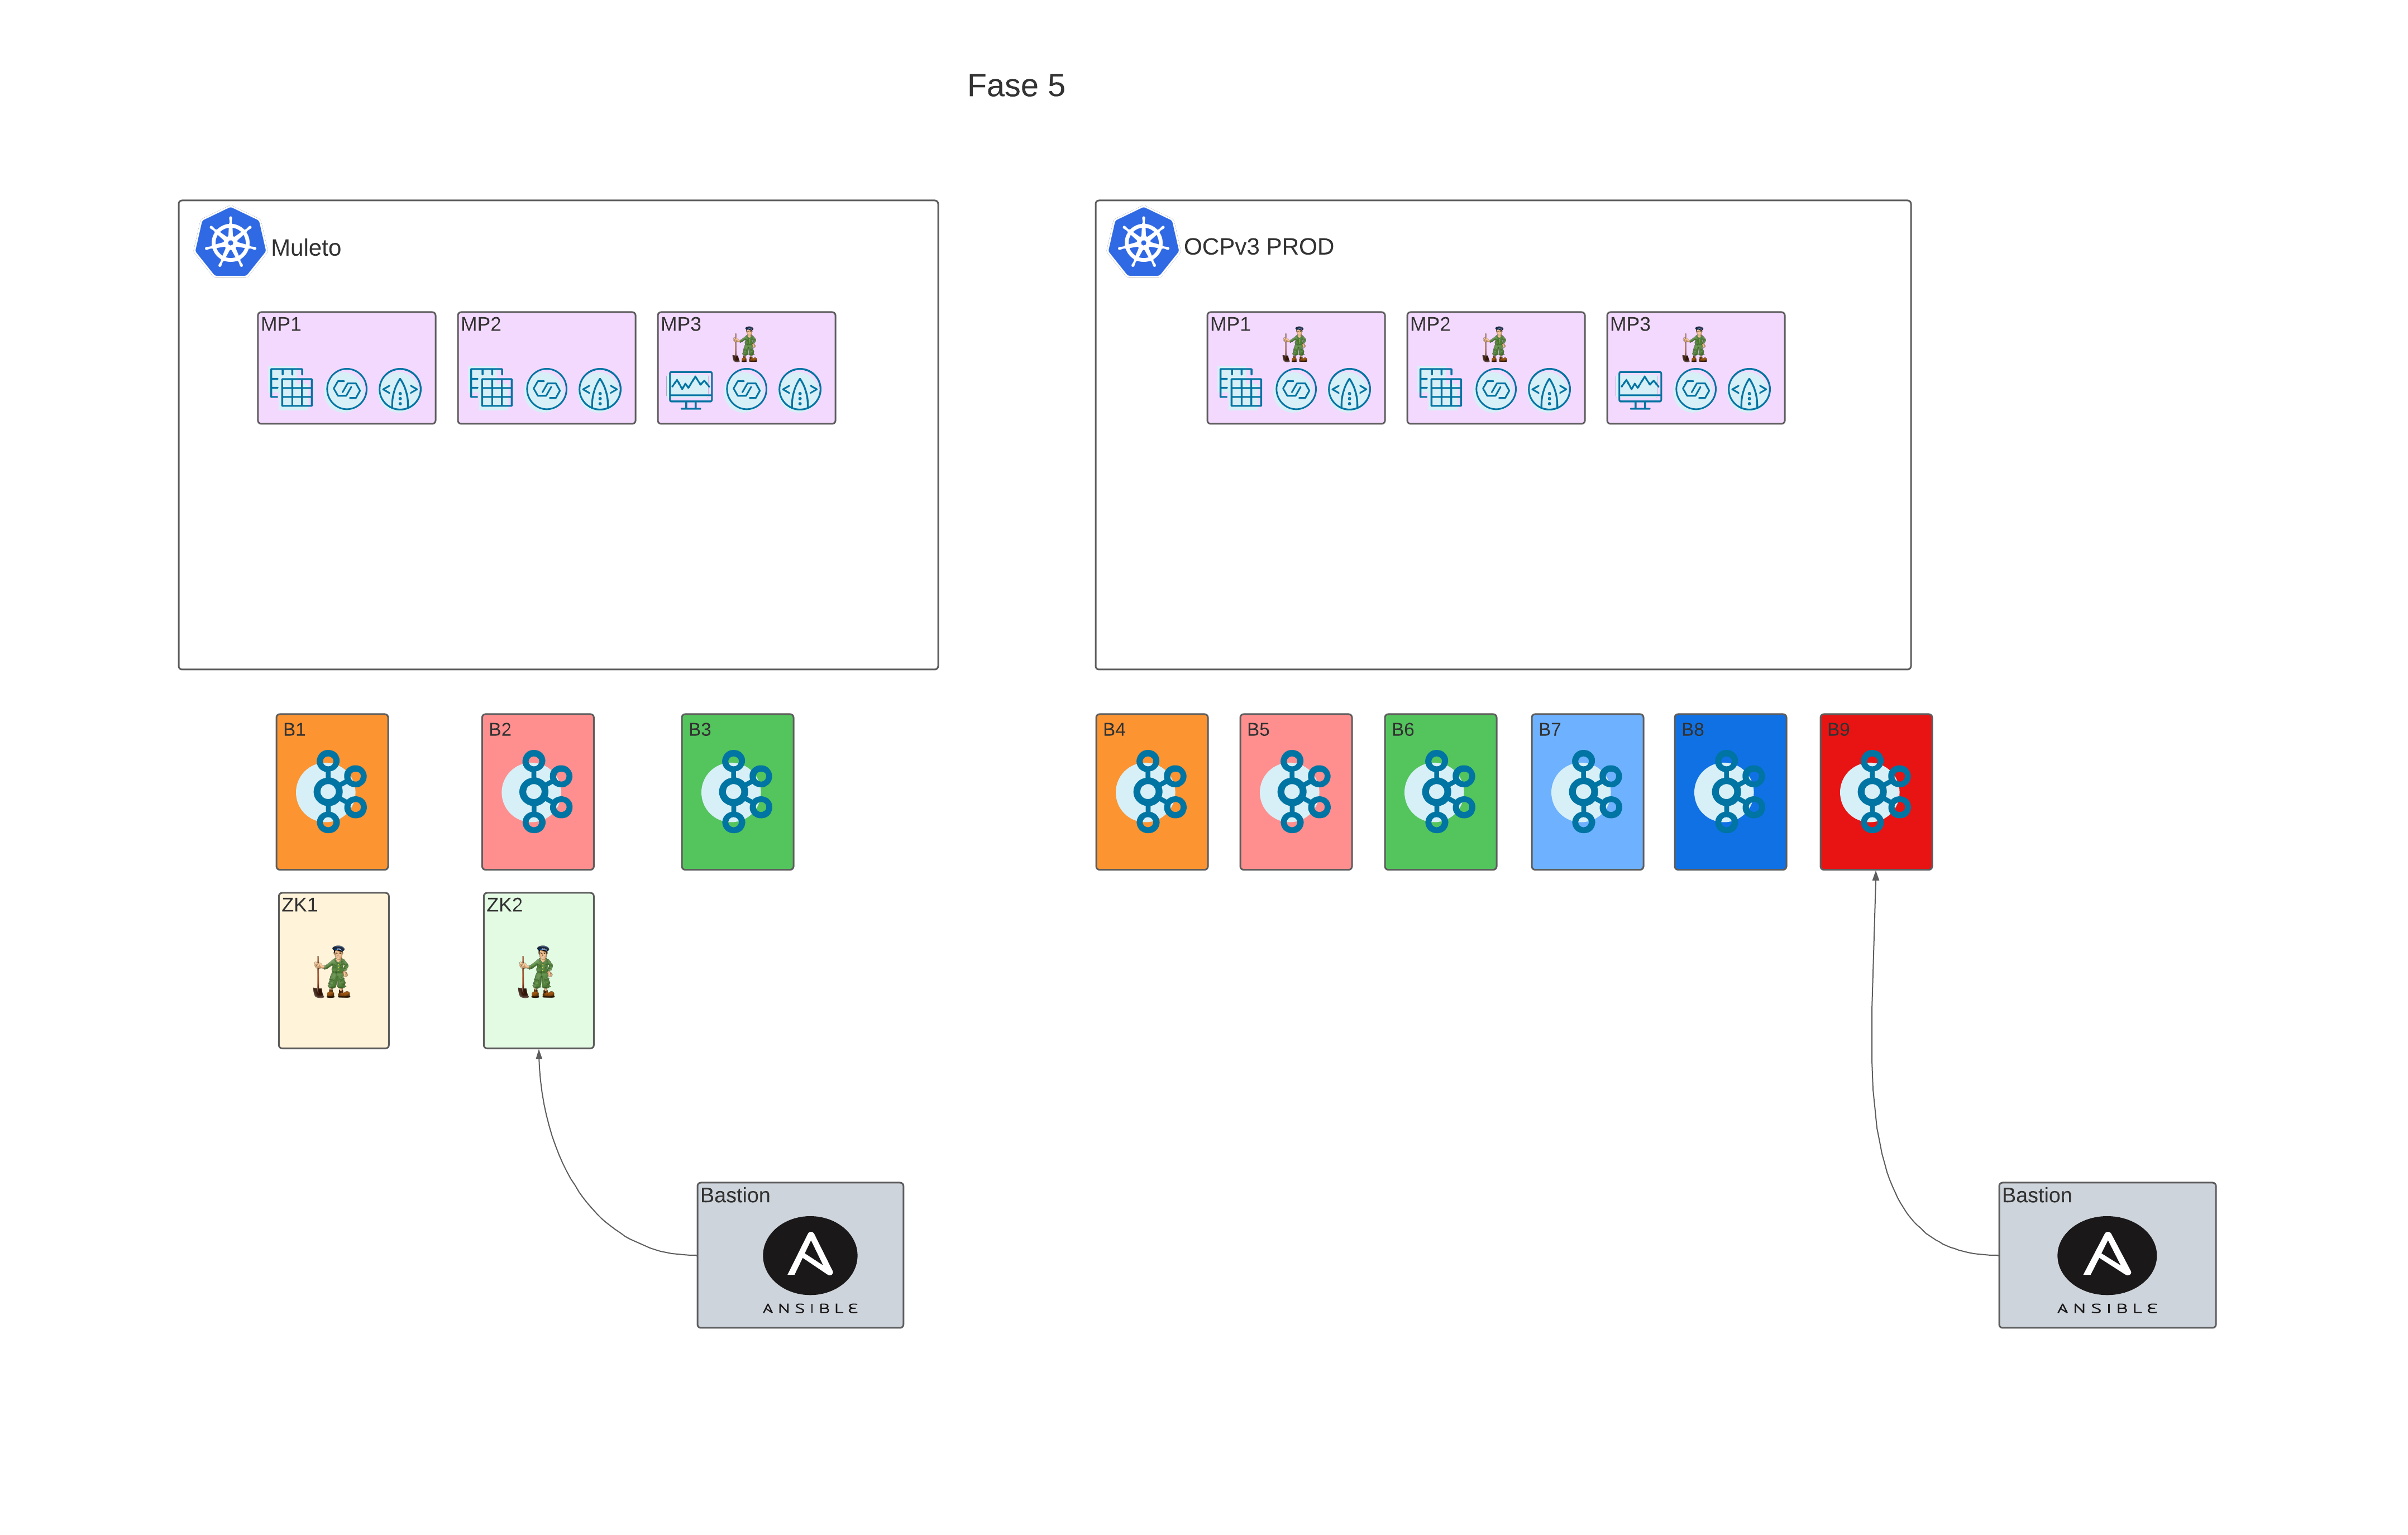 Fase 5
Muleto
MP1
MP2
MP3
OCPv3 PROD
MP1
MP2
MP3
B1
B2
B3
B4
B5
B6
B7
B8
B9
ZK1
ZK2
Bastion
ANSIBLE
Bastion
ANSIBLE